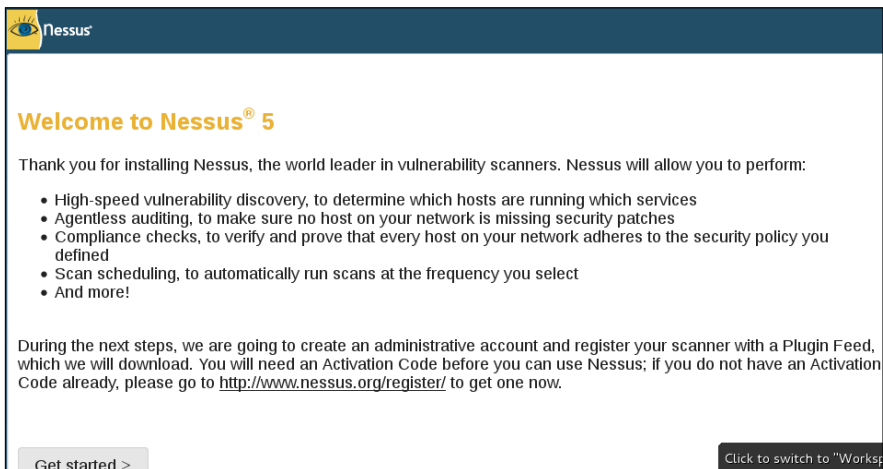 Nessus®
Welcome to Nessus® 5
Thank you for installing Nessus, the world leader in vulnerability scanners. Nessus will allow you to perform:
• High-speed vulnerability discovery, to determine which hosts are running which services
• Agentless auditing, to make sure no host on your network is missing security patches
• Compliance checks, to verify and prove that every host on your network adheres to the security policy you
defined
• Scan scheduling, to automatically run scans at the frequency you select
• And more!
During the next steps, we are going to create an administrative account and register your scanner with a Plugin Feed,
which we will download. You will need an Activation Code before you can use Nessus; if you do not have an Activation
Code already, please go to http://www.nessus.org/register/ to get one now.
Get started >
Click to switch to "Worksp